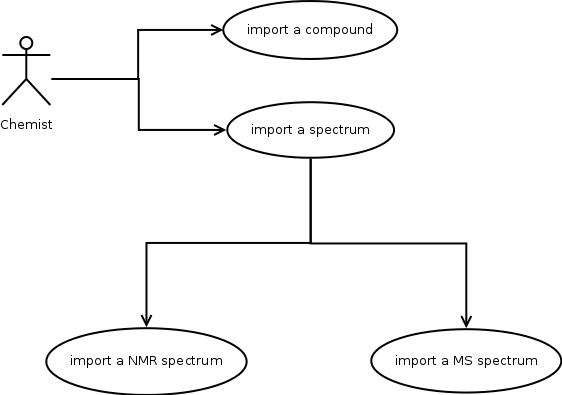 import a compound
Chemist
import a spectrum
import a NMR spectrum
import a MS spectrum